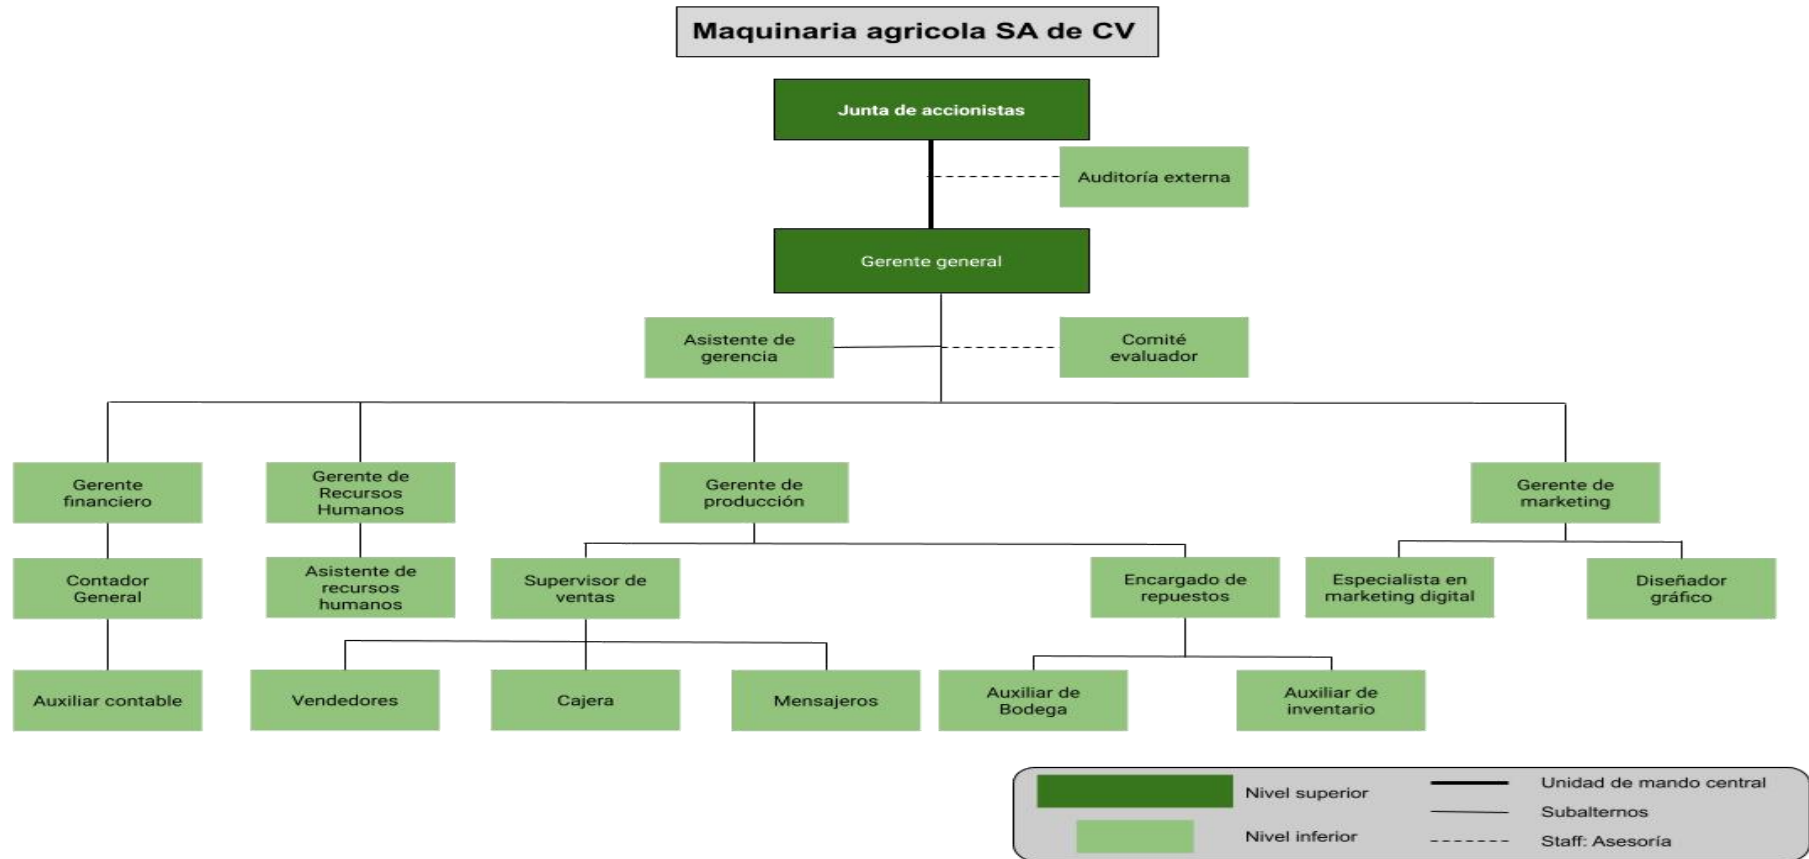 Maquinaria agricola SA de CV
Junta de accionistas
Auditoría externa
Gerente general
Asistente de
gerencia
Comité
evaluador
Gerente
financiero
Gerente de
Recursos
Humanos
Gerente de
producción
Gerente de
marketing
Contador
General
Asistente de
recursos
humanos
Supervisor de
ventas
Encargado de
repuestos
Especialista en
marketing digital
Diseñador
gráfico
Auxiliar contable
Vendedores
Cajera
Mensajeros
Auxiliar de
Bodega
Auxiliar de
inventario
Nivel superior
Unidad de mando central
Subalternos
Nivel inferior
Staff: Asesoría